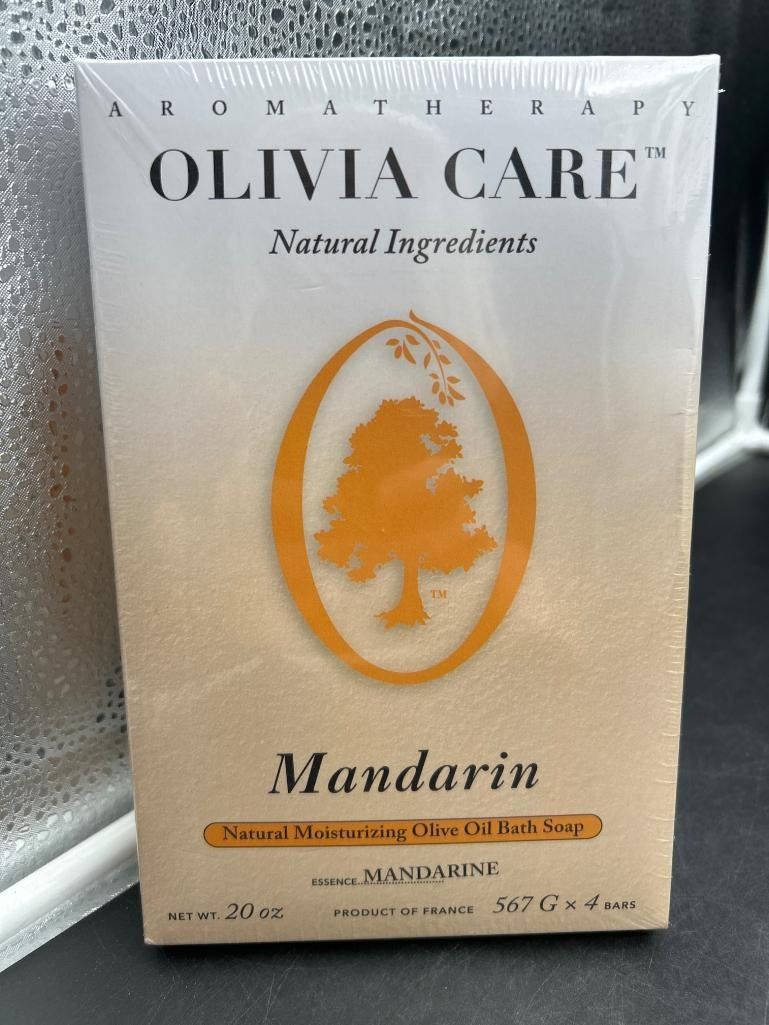 AROMATHERAPY
OLIVIA CARE™
Natural Ingredients
TM
Mandarin
Natural Moisturizing Olive Oil Bath Soap
ESSENCE MANDARINE
NET WT. 20 OZ PRODUCT OF FRANCE 567 G × 4 BARS